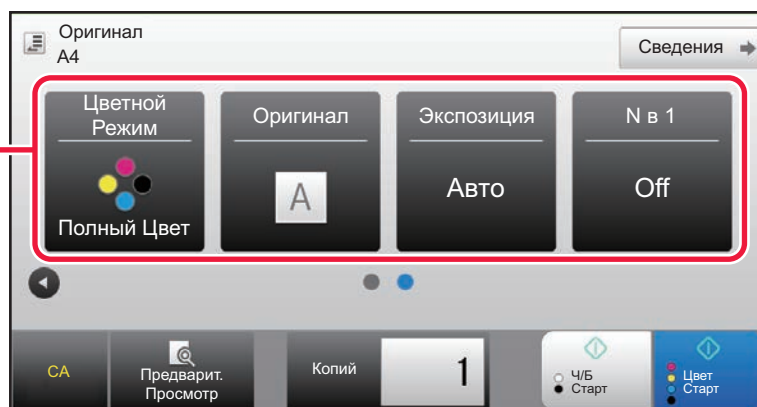 Оригинал
A4
Сведения
Цветной
Режим
Полный Цвет
Оригинал
A
Экспозиция
Авто
N в 1
Off
CA
Предварит.
Просмотр
Копий
1
Ч/Б
Старт
Цвет
Старт